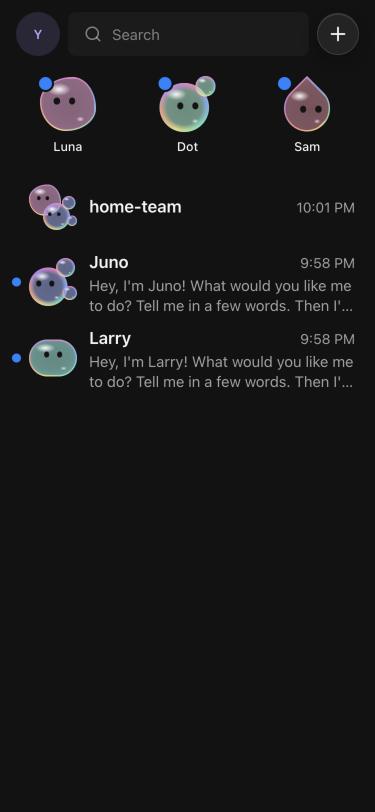 Y
Search
Luna
Dot
Sam
home-team
10:01 PM
Juno
9:58 PM
Hey, I'm Juno! What would you like me
to do? Tell me in a few words. Then I'...
Larry
9:58 PM
Hey, I'm Larry! What would you like me
to do? Tell me in a few words. Then I'...